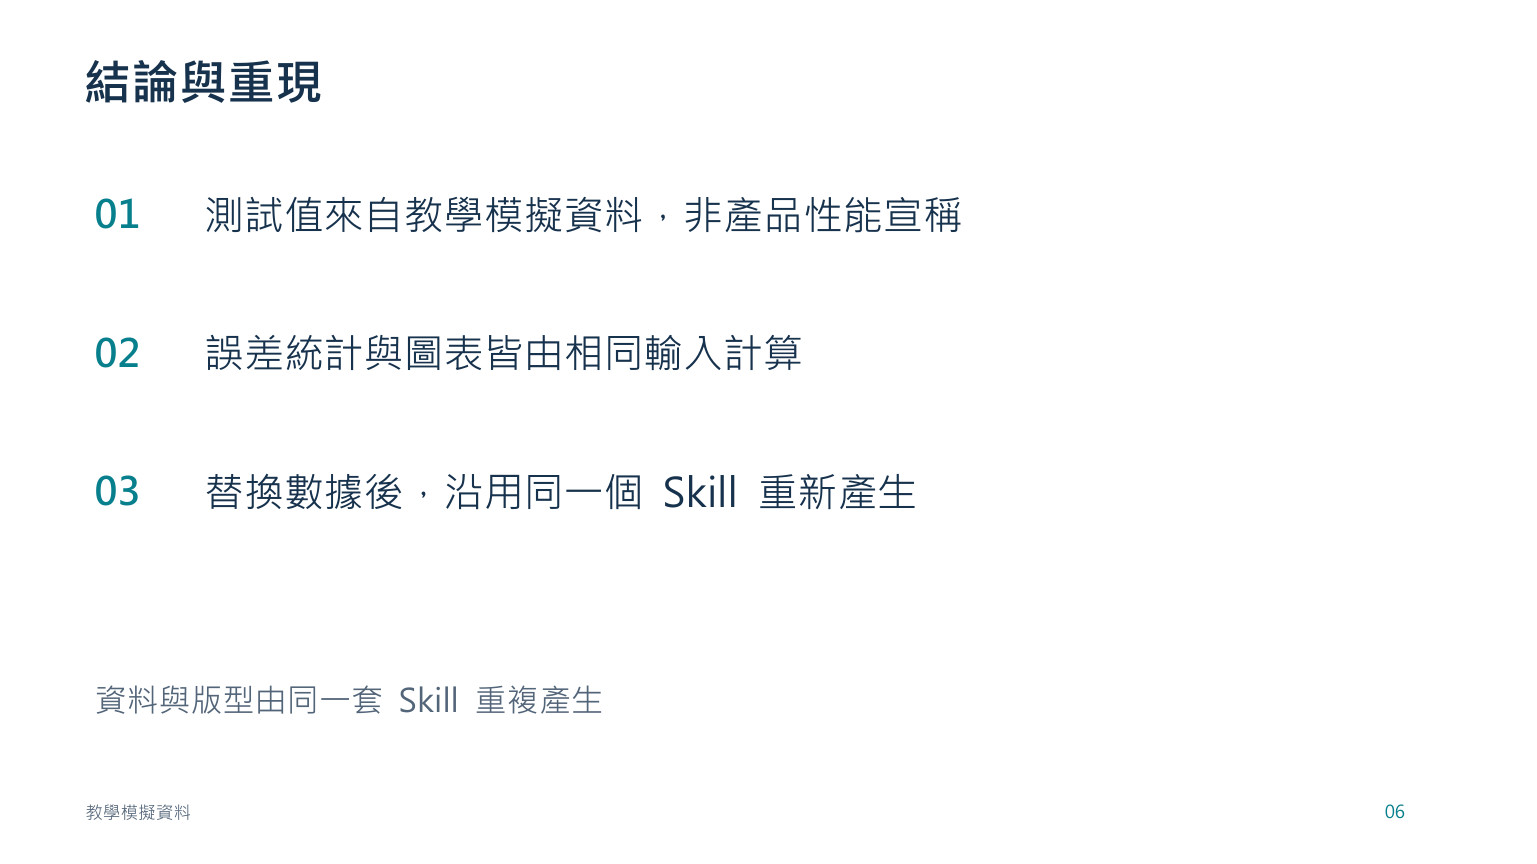 結論與重現
01 測試值來自教學模擬資料，非產品性能宣稱
02 誤差統計與圖表皆由相同輸入計算
03 替換數據後，沿用同一個 Skill 重新產生
資料與版型由同一套 Skill 重複產生
教學模擬資料 06